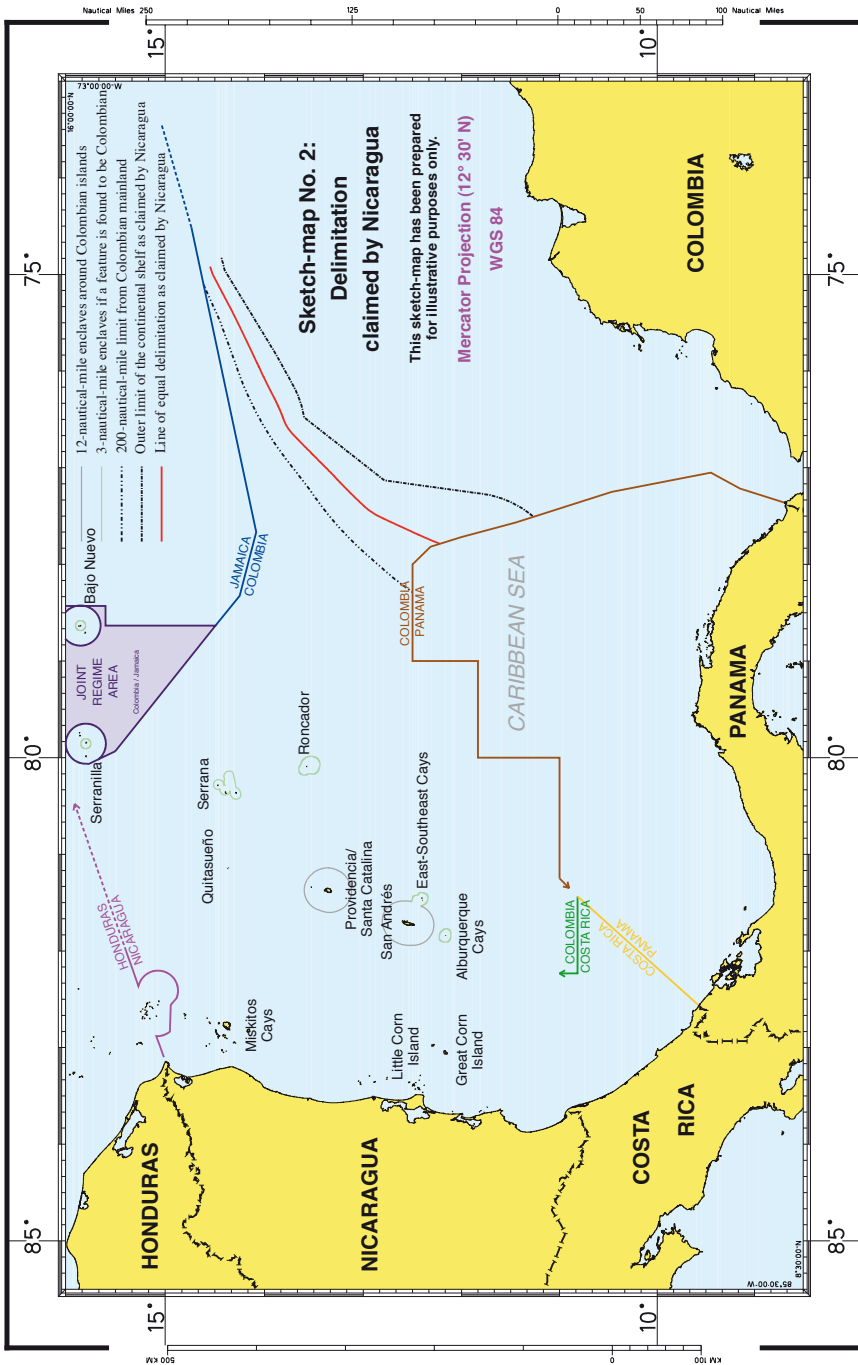 Nautical Miles 250
125
0
50
100 Nautical Miles
15°
10°
16°00'00"N
73°00'00"W
12-nautical-mile enclaves around Colombian islands
3-nautical-mile enclaves if a feature is found to be Colombian
200-nautical-mile limit from Colombian mainland
Outer limit of the continental shelf as claimed by Nicaragua
Line of equal delimitation as claimed by Nicaragua
Sketch-map No. 2:
Delimitation
claimed by Nicaragua
This sketch-map has been prepared
for illustrative purposes only.
Mercator Projection (12° 30' N)
WGS 84
COLOMBIA
75°
75°
Bajo Nuevo
JOINT
REGIME
AREA
Colombia / Jamaica
JAMAICA
COLOMBIA
COLOMBIA
PANAMA
CARIBBEAN SEA
PANAMA
80°
80°
Serranilla
Serrana
Roncador
Quitasueño
Providencia/
Santa Catalina
San Andrés
East-Southeast Cays
Alburquerque
Cays
HONDURAS
NICARAGUA
COLOMBIA
COSTA RICA
COSTA RICA
PANAMA
Miskitos
Cays
Little Corn
Island
Great Corn
Island
HONDURAS
NICARAGUA
COSTA
RICA
85°
85°
85°30'00"W
8°30'00"N
15°
10°
500 KM
0
100 KM